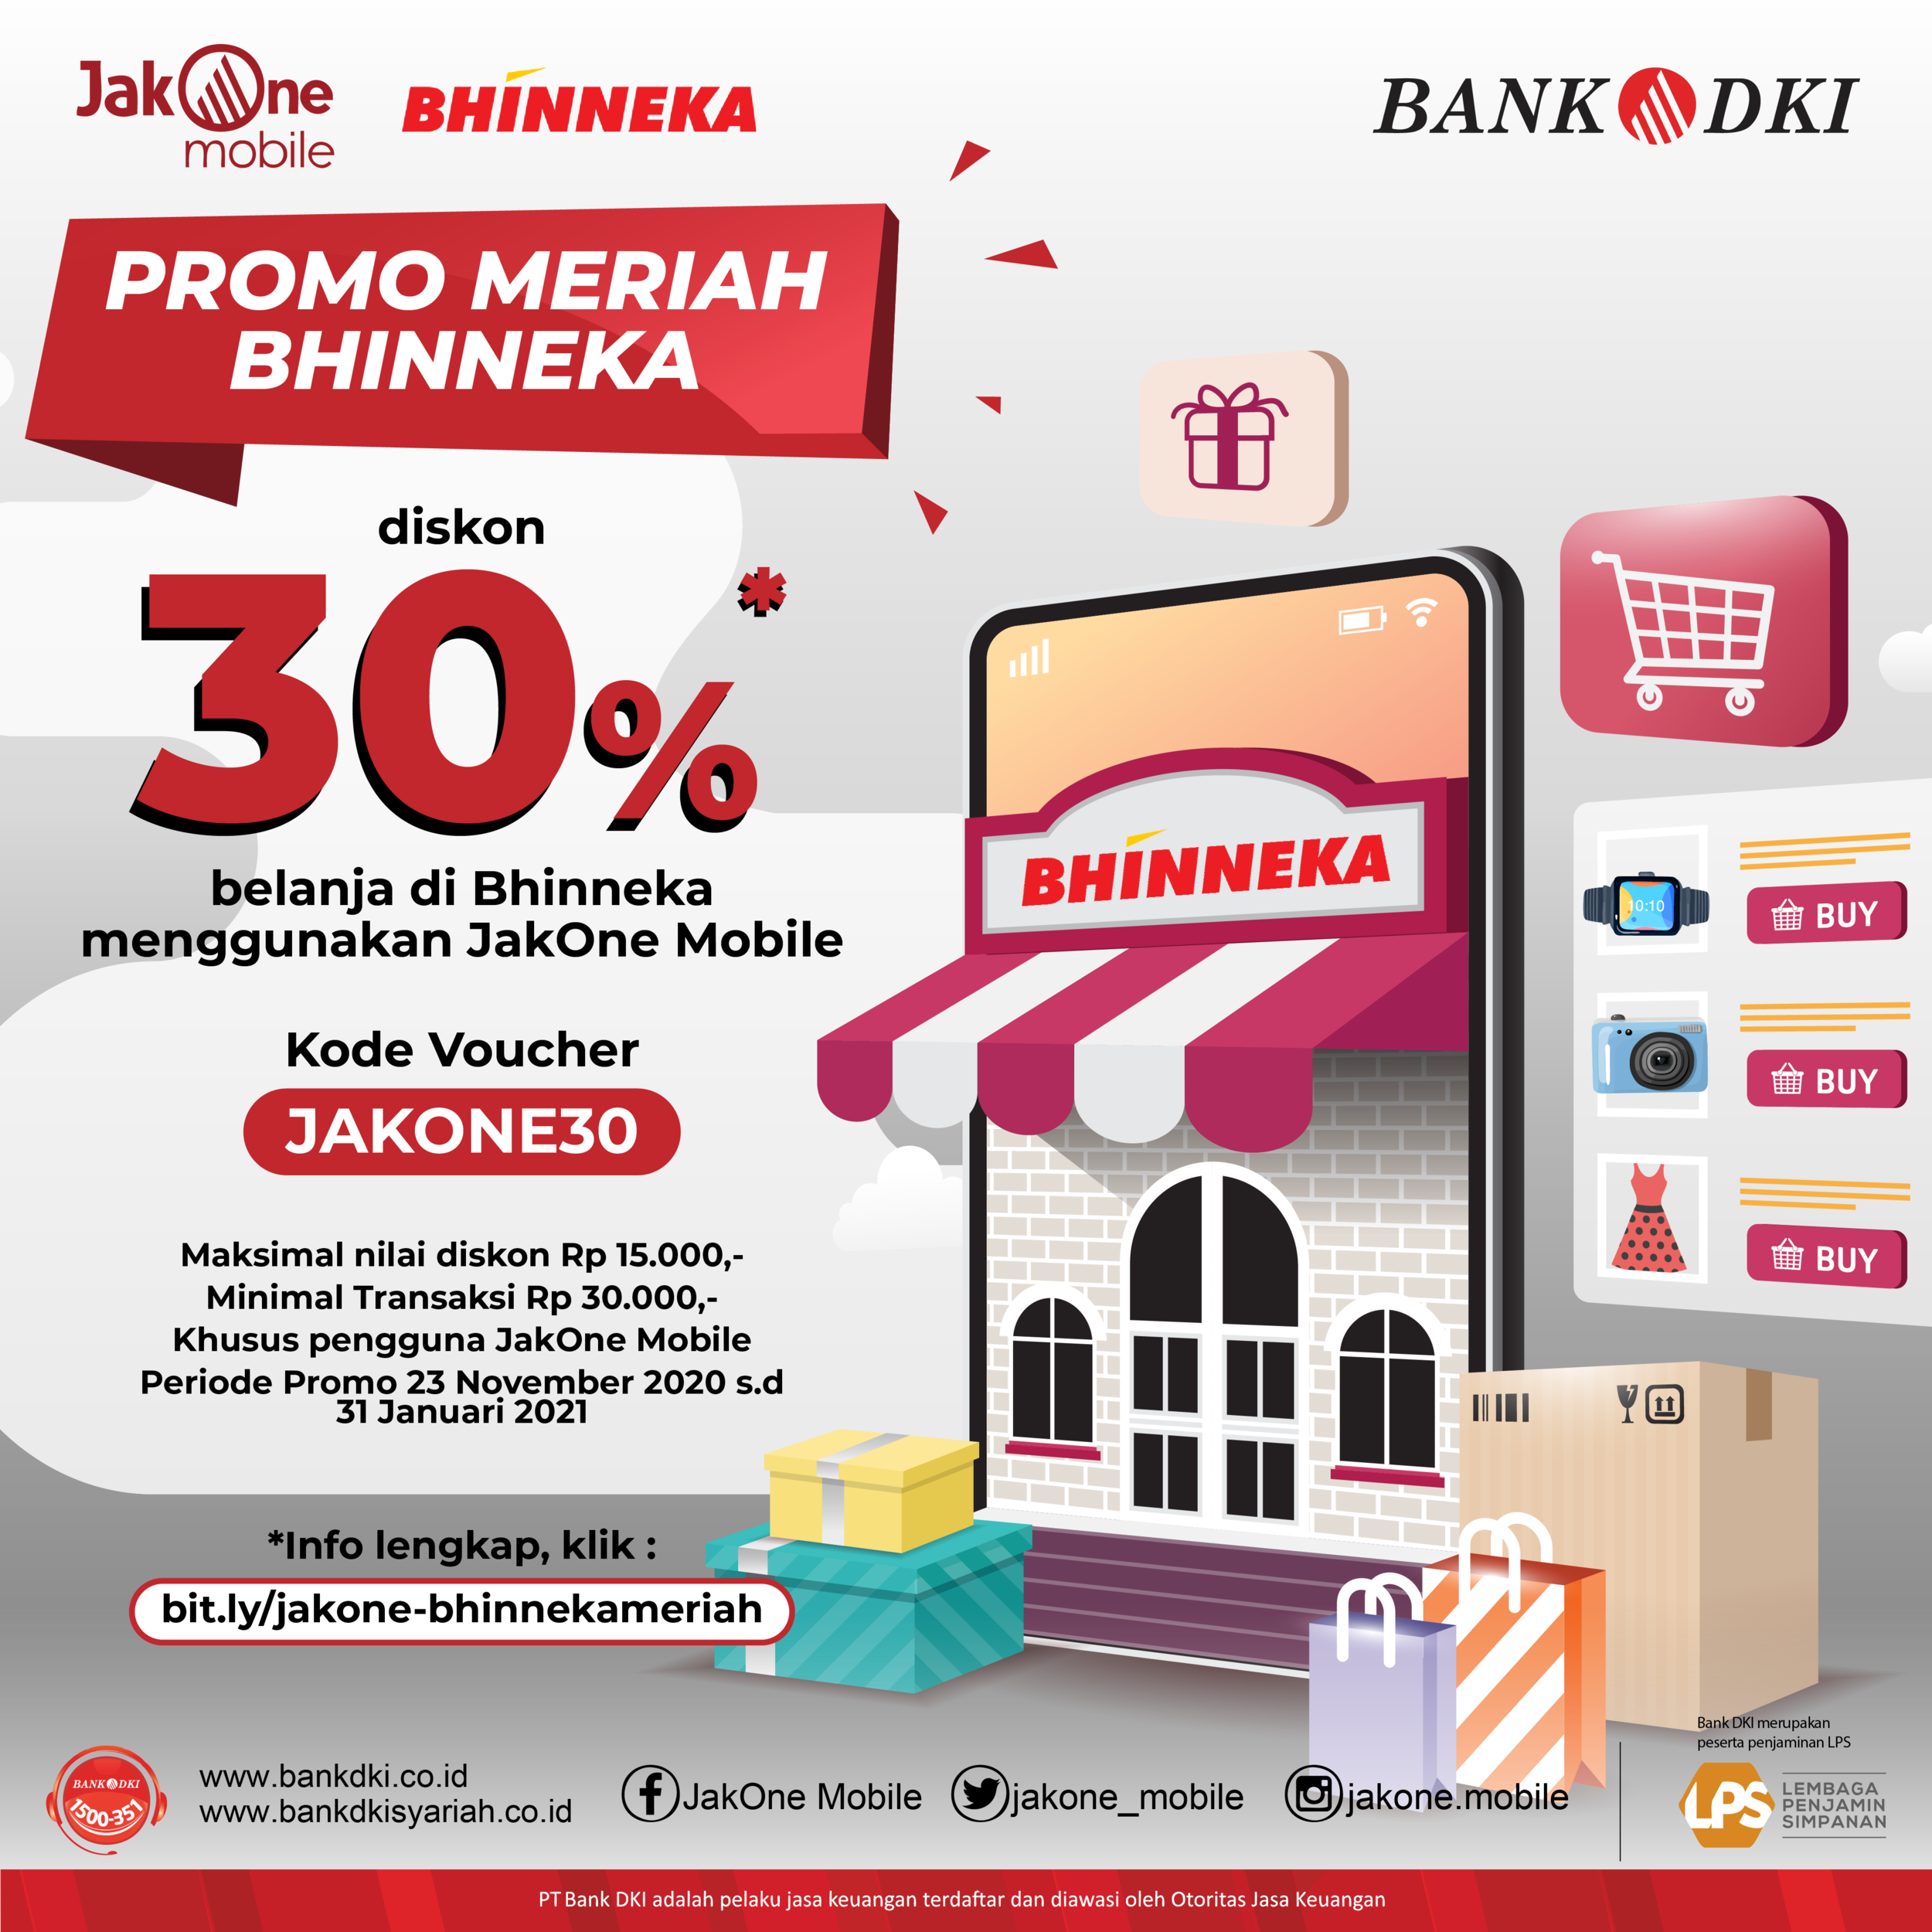 JakOne
mobile
BHINNEKA
BANK DKI
PROMO MERIAH
BHINNEKA
diskon
30%*
belanja di Bhinneka
menggunakan JakOne Mobile
Kode Voucher
JAKONE30
Maksimal nilai diskon Rp 15.000,-
Minimal Transaksi Rp 30.000,-
Khusus pengguna JakOne Mobile
Periode Promo 23 November 2020 s.d
31 Januari 2021
*Info lengkap, klik :
bit.ly/jakone-bhinnekameriah
BHINNEKA
10:10
BUY
BUY
BUY
Bank DKI merupakan
peserta penjaminan LPS
BANK DKI
1500-351
www.bankdki.co.id
www.bankdkisyariah.co.id
JakOne Mobile
jakone_mobile
jakone.mobile
LPS
LEMBAGA
PENJAMIN
SIMPANAN
PT Bank DKI adalah pelaku jasa keuangan terdaftar dan diawasi oleh Otoritas Jasa Keuangan